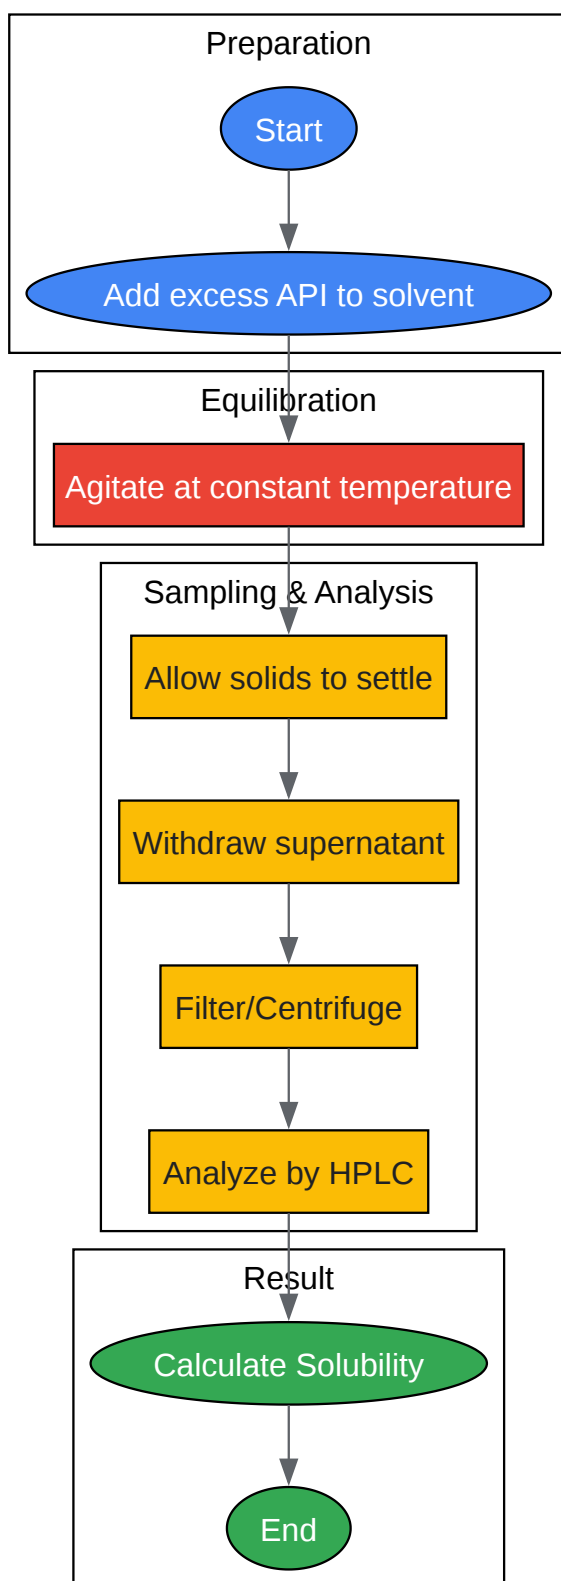 Preparation
Start
Add excess API to solvent
Equilibration
Agitate at constant temperature
Sampling & Analysis
Allow solids to settle
Withdraw supernatant
Filter/Centrifuge
Analyze by HPLC
Result
Calculate Solubility
End